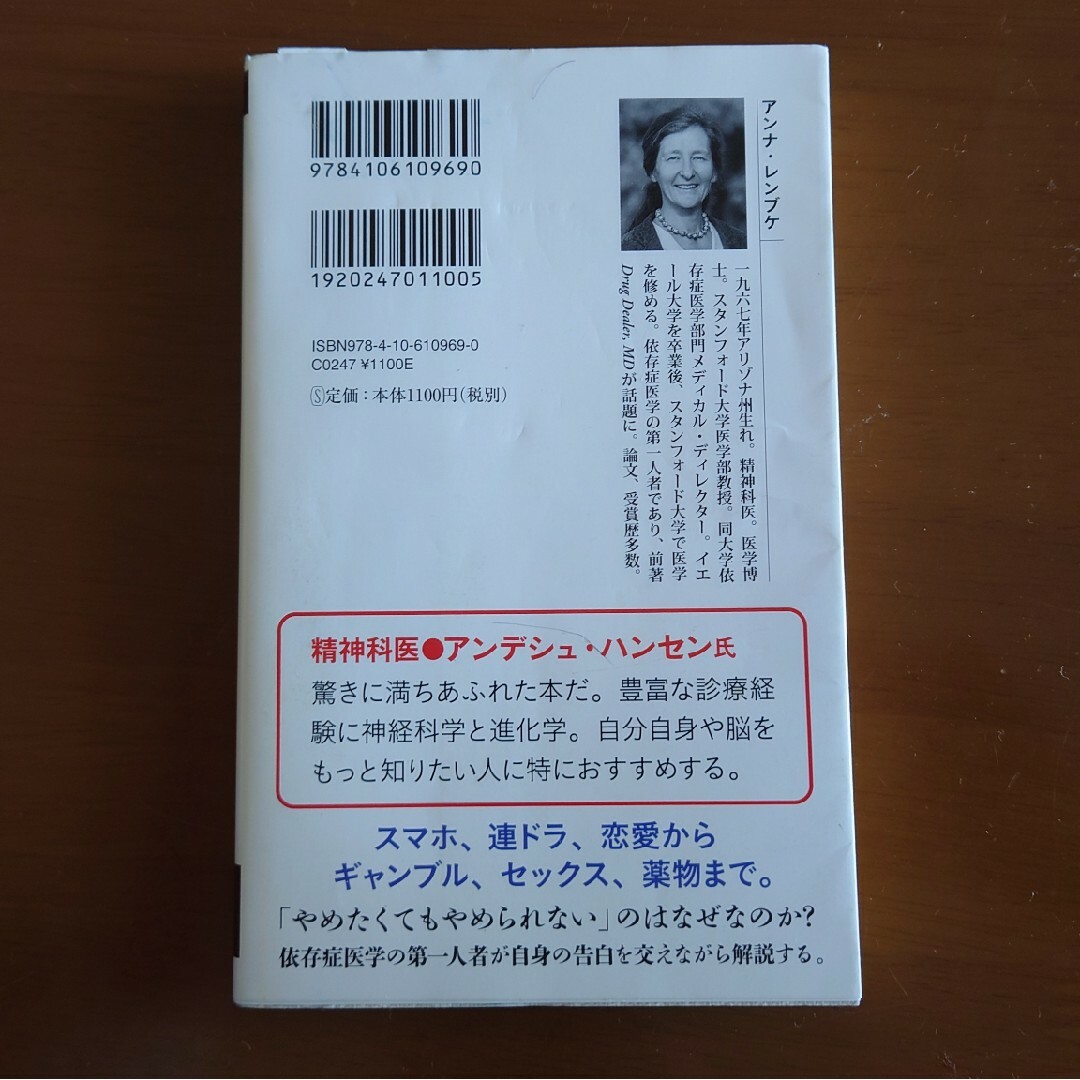 9784106109690
1920247011005
ISBN978-4-10-610969-0
C0247 ¥1100E
Ⓢ定価：本体1100円(税別)
アンナ・レンブケ
一九六七年アリゾナ州生れ。精神科医。医学博
士。スタンフォード大学医学部教授。同大学依
存症医学部門メディカル・ディレクター。イエ
ール大学を卒業後、スタンフォード大学で医学
を修める。依存症医学の第一人者であり、前著
Drug Dealer, MDが話題に。論文、受賞歴多数。
精神科医●アンデシュ・ハンセン氏
驚きに満ちあふれた本だ。豊富な診療経
験に神経科学と進化学。自分自身や脳を
もっと知りたい人に特におすすめする。
スマホ、連ドラ、恋愛から
ギャンブル、セックス、薬物まで。
「やめたくてもやめられない」のはなぜなのか?
依存症医学の第一人者が自身の告白を交えながら解説する。